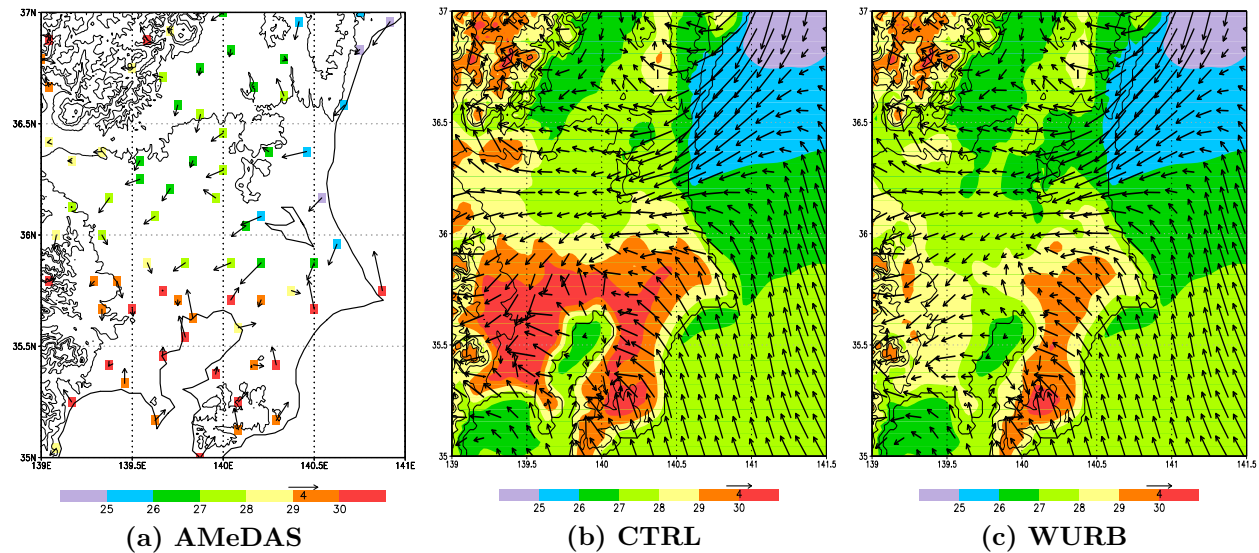 37N
36.5N
36N
35.5N
35N
139E 139.5E 140E 140.5E 141E
4
25 26 27 28 29 30
(a) AMeDAS
37
36.5
36
35.5
35
139 139.5 140 140.5 141 141.5
4
25 26 27 28 29 30
(b) CTRL
37
36.5
36
35.5
35
139 139.5 140 140.5 141 141.5
4
25 26 27 28 29 30
(c) WURB